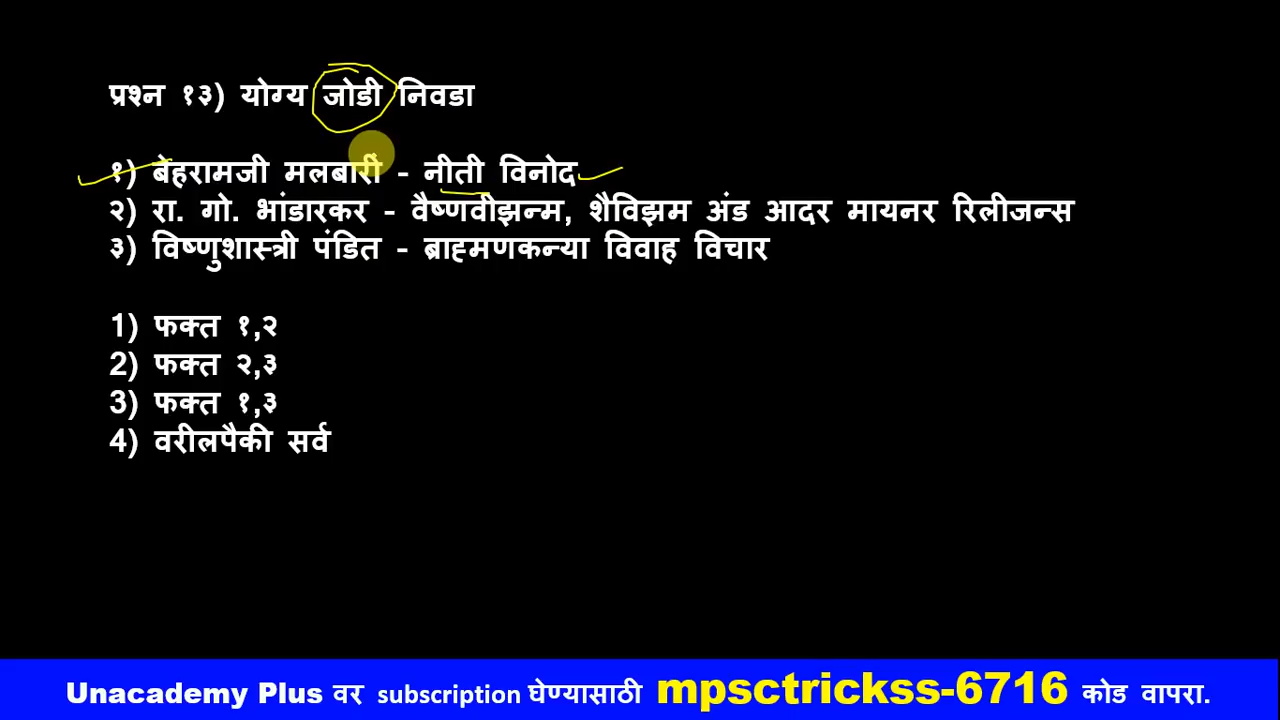 प्रश्न १३) योग्य जोडी निवडा
१) बेहरामजी मलबारी - नीती विनोद
२) रा. गो. भांडारकर - वैष्णवीझन्म, शैविझम अंड आदर मायनर रिलीजन्स
३) विष्णुशास्त्री पंडित - ब्राह्मणकन्या विवाह विचार
1) फक्त १,२
2) फक्त २,३
3) फक्त १,३
4) वरीलपैकी सर्व
Unacademy Plus वर subscription घेण्यासाठी mpsctrickss-6716 कोड वापरा.